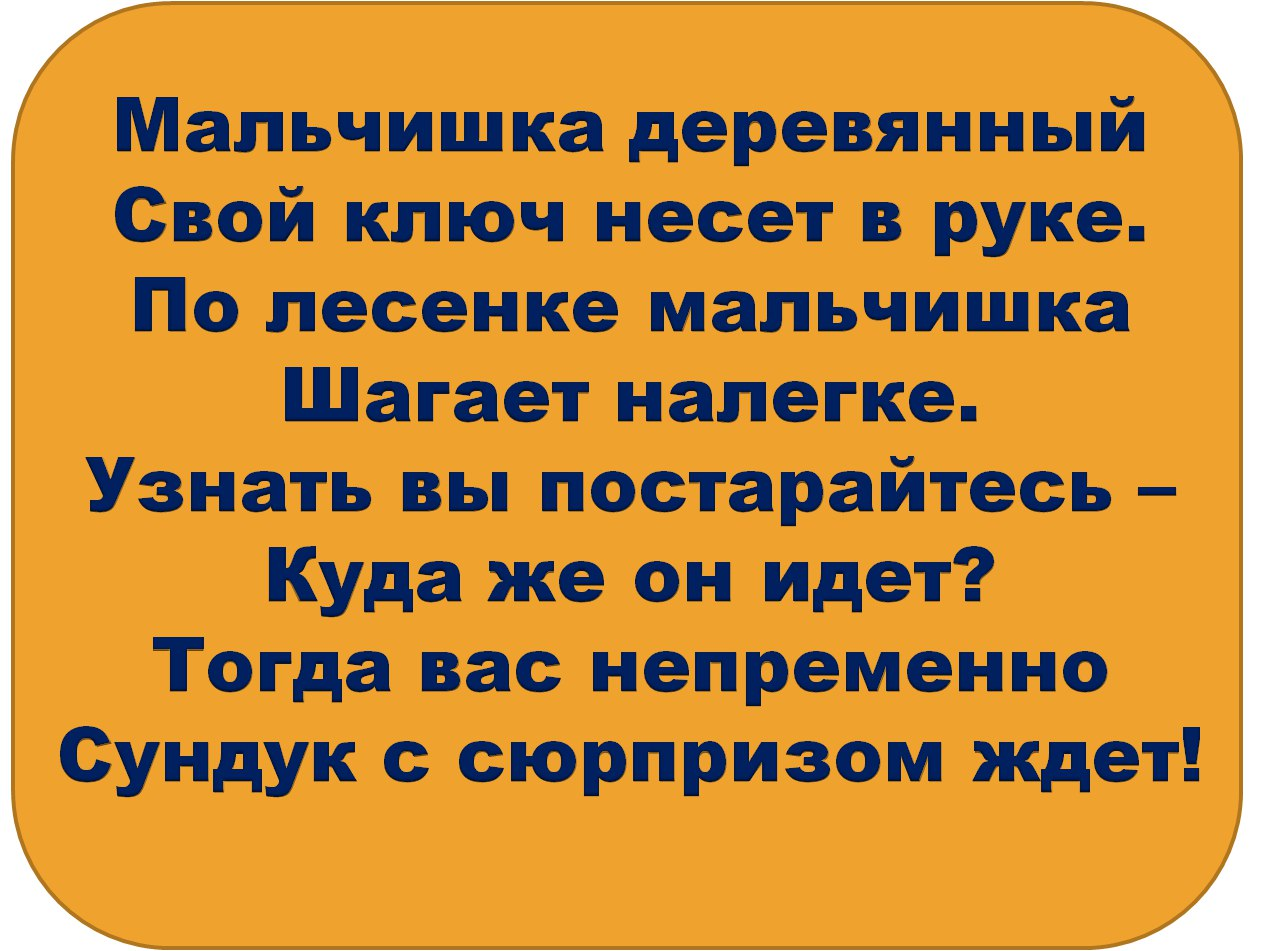 Мальчишка деревянный
Свой ключ несет в руке.
По лесенке мальчишка
Шагает налегке.
Узнать вы постарайтесь –
Куда же он идет?
Тогда вас непременно
Сундук с сюрпризом ждет!